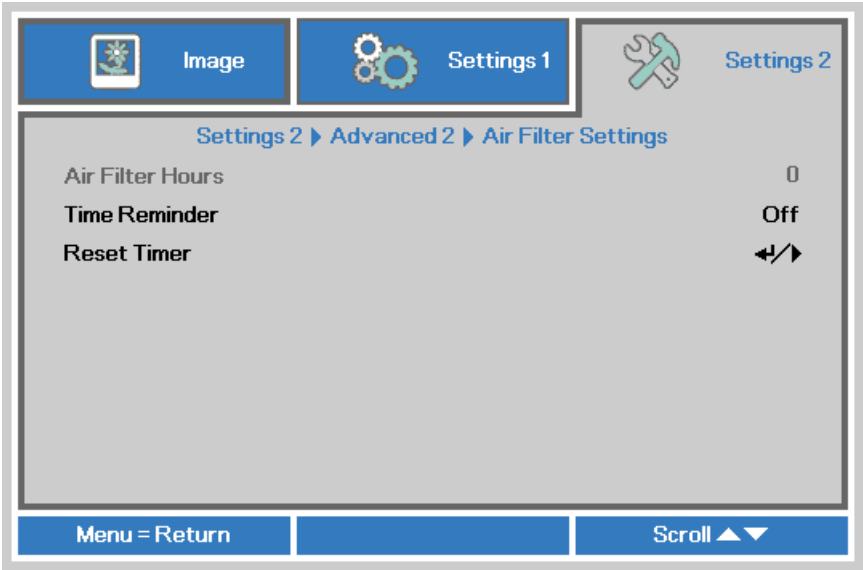 Image
Settings 1
Settings 2
Settings 2 ▶ Advanced 2 ▶ Air Filter Settings
Air Filter Hours 0
Time Reminder Off
Reset Timer ↵/▶
Menu = Return
Scroll ▲▼